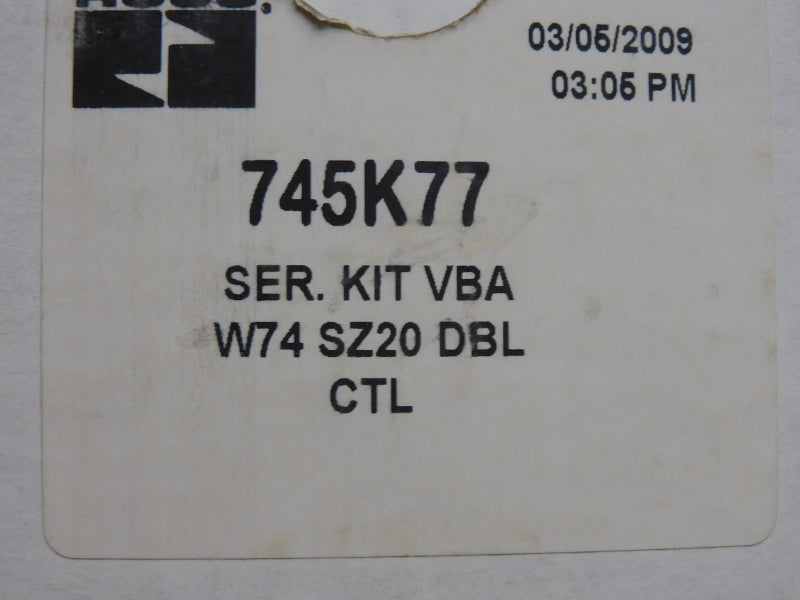 03/05/2009
03:05 PM
745K77
SER. KIT VBA
W74 SZ20 DBL
CTL